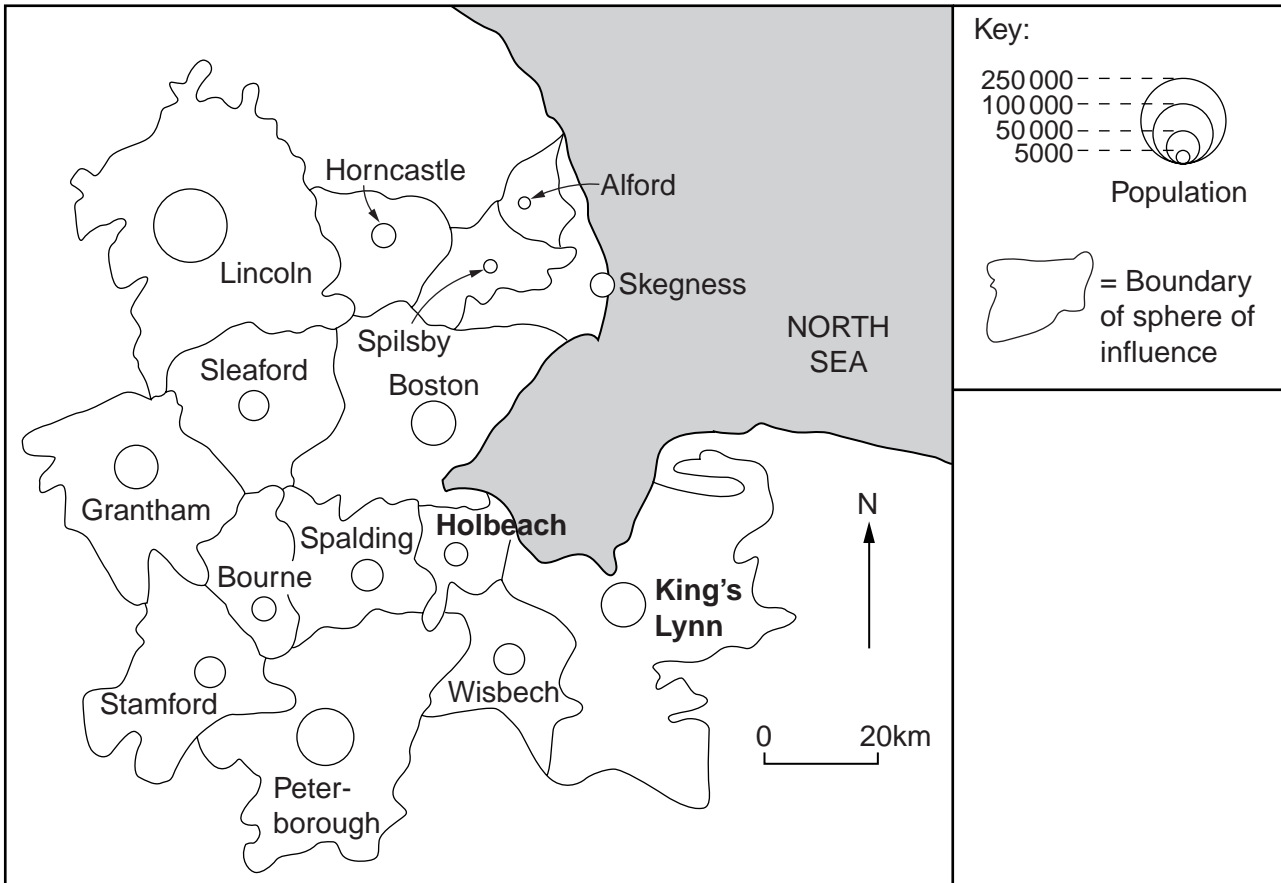 Horncastle
Alford
Lincoln
Skegness
Spilsby
NORTH
SEA
Sleaford
Boston
Grantham
Holbeach
Spalding
Bourne
N
King’s
Lynn
Stamford
Wisbech
0 20km
Peter-
borough
Key:
250 000
100 000
50 000
5000
Population
= Boundary
of sphere of
influence